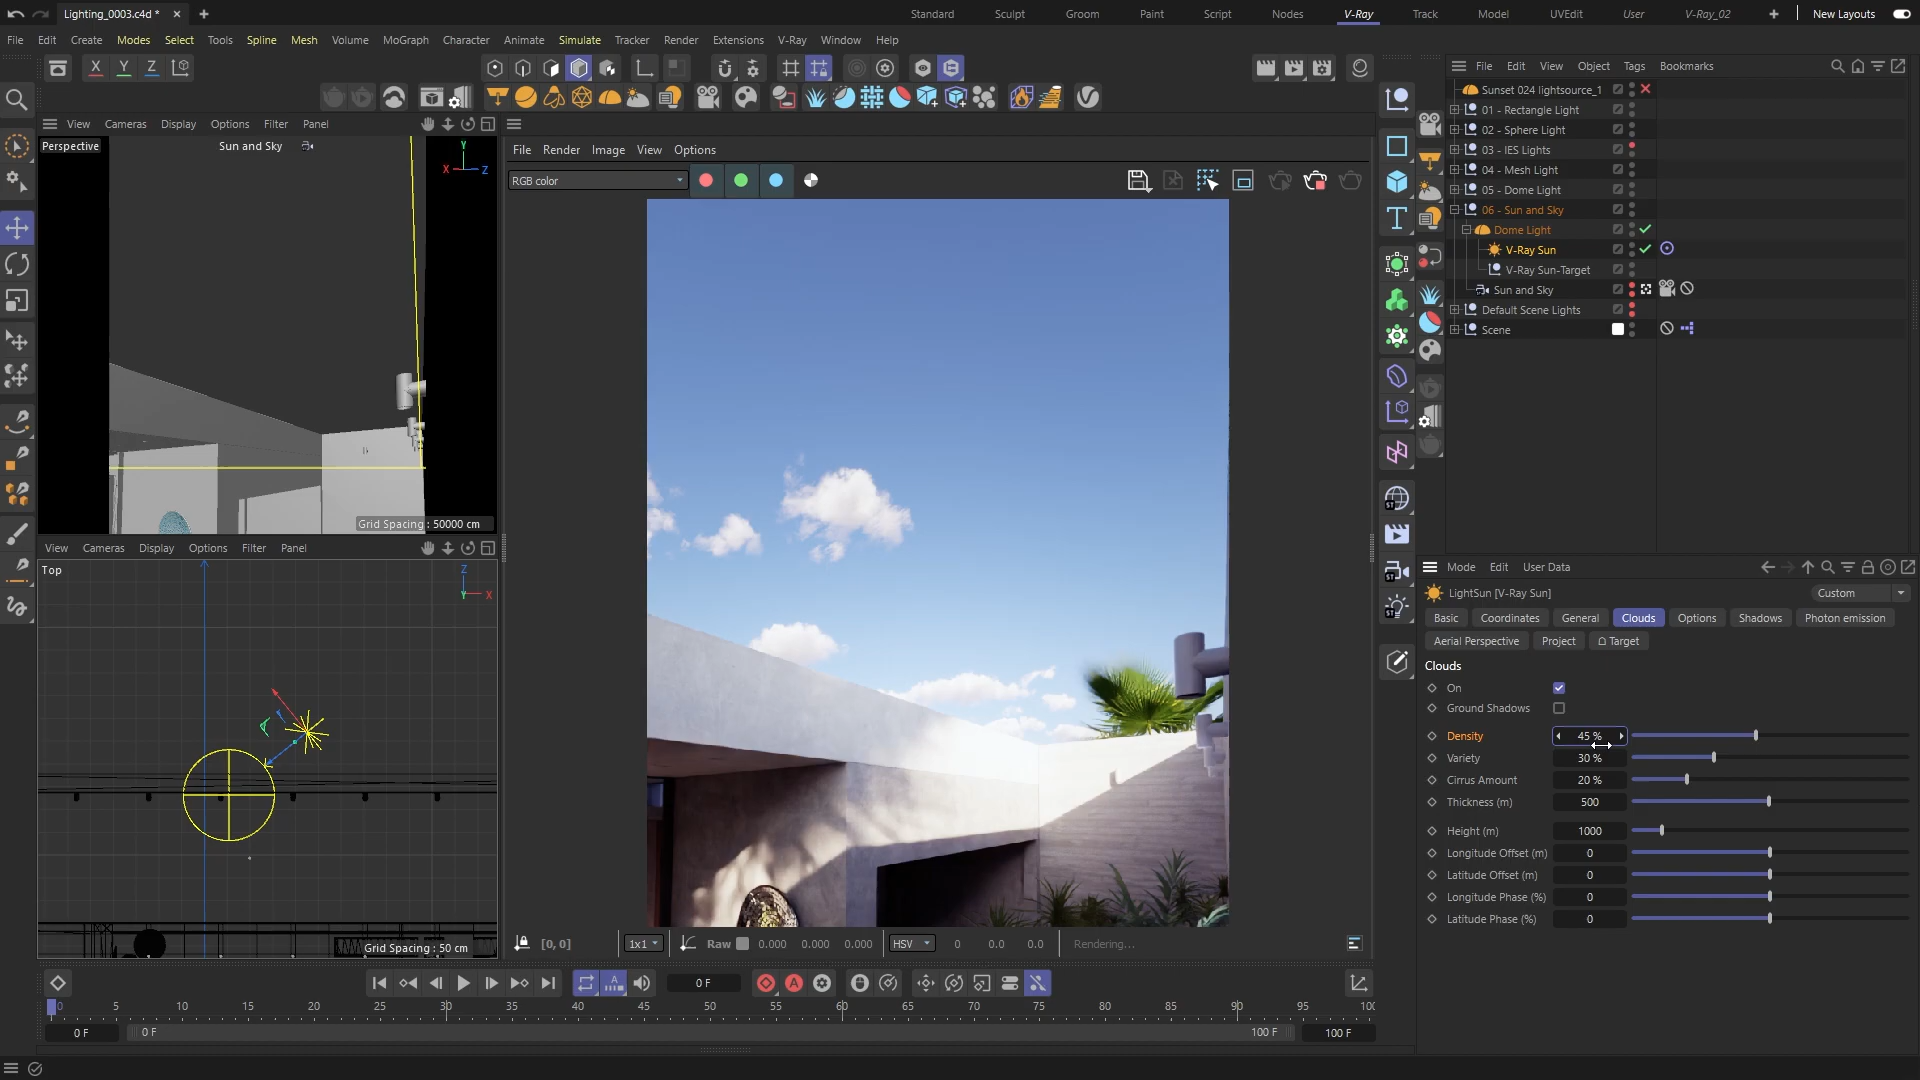 Lighting_0003.c4d *
Standard Sculpt Groom Paint Script Nodes V-Ray Track Model UVEdit User V-Ray_02 New Layouts
File Edit Create Modes Select Tools Spline Mesh Volume MoGraph Character Animate Simulate Tracker Render Extensions V-Ray Window Help
X Y Z
File Edit View Object Tags Bookmarks
View Cameras Display Options Filter Panel
Perspective
Sun and Sky
Y
X Z
Grid Spacing : 50000 cm
View Cameras Display Options Filter Panel
Top
Z
Y X
Grid Spacing : 50 cm
File Render Image View Options
RGB color
[0, 0]
1x1
Raw 0.000 0.000 0.000
HSV 0 0.0 0.0
Rendering...
Sunset 024 lightsource_1
01 - Rectangle Light
02 - Sphere Light
03 - IES Lights
04 - Mesh Light
05 - Dome Light
06 - Sun and Sky
Dome Light
V-Ray Sun
V-Ray Sun-Target
Sun and Sky
Default Scene Lights
Scene
ST
ST
ST
Mode Edit User Data
LightSun [V-Ray Sun]
Custom
Basic Coordinates General Clouds Options Shadows Photon emission
Aerial Perspective Project Target
Clouds
On
Ground Shadows
Density 45 %
Variety 30 %
Cirrus Amount 20 %
Thickness (m) 500
Height (m) 1000
Longitude Offset (m) 0
Latitude Offset (m) 0
Longitude Phase (%) 0
Latitude Phase (%) 0
0 F
A
A
0 5 10 15 20 25 30 35 40 45 50 55 60 65 70 75 80 85 90 95
0 F
0 F
100 F
100 F